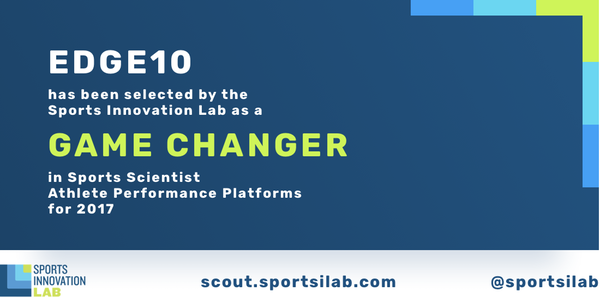 EDGE10
has been selected by the
Sports Innovation Lab as a
GAME CHANGER
in Sports Scientist
Athlete Performance Platforms
for 2017
SPORTS
INNOVATION
LAB
scout.sportsilab.com
@sportsilab